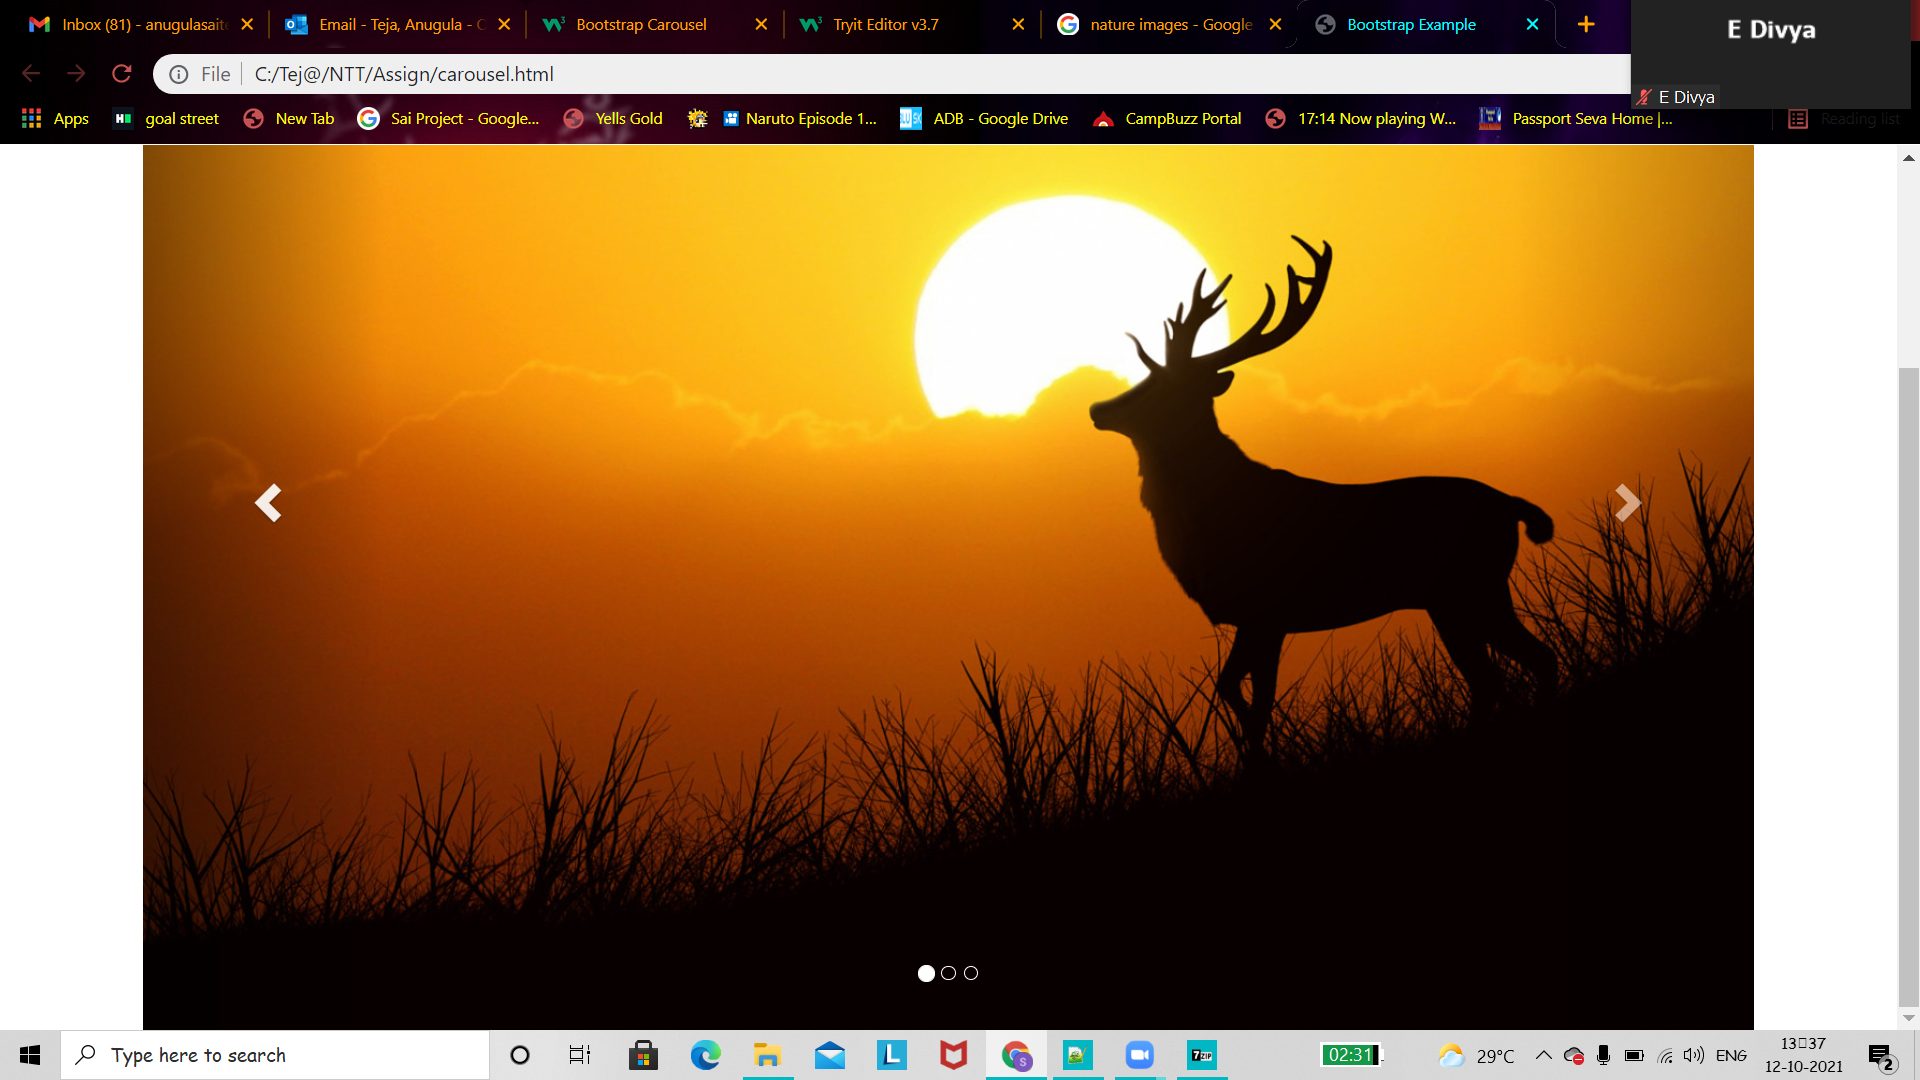 Inbox (81) - anugulasait
Email - Teja, Anugula - C
Bootstrap Carousel
Tryit Editor v3.7
nature images - Google
Bootstrap Example
E Divya
File
C:/Tej@/NTT/Assign/carousel.html
E Divya
Apps
goal street
New Tab
Sai Project - Google...
Yells Gold
Naruto Episode 1...
ADB - Google Drive
CampBuzz Portal
17:14 Now playing W...
Passport Seva Home |...
Reading list
Type here to search
02:31
29°C
ENG
13▯37
12-10-2021
2